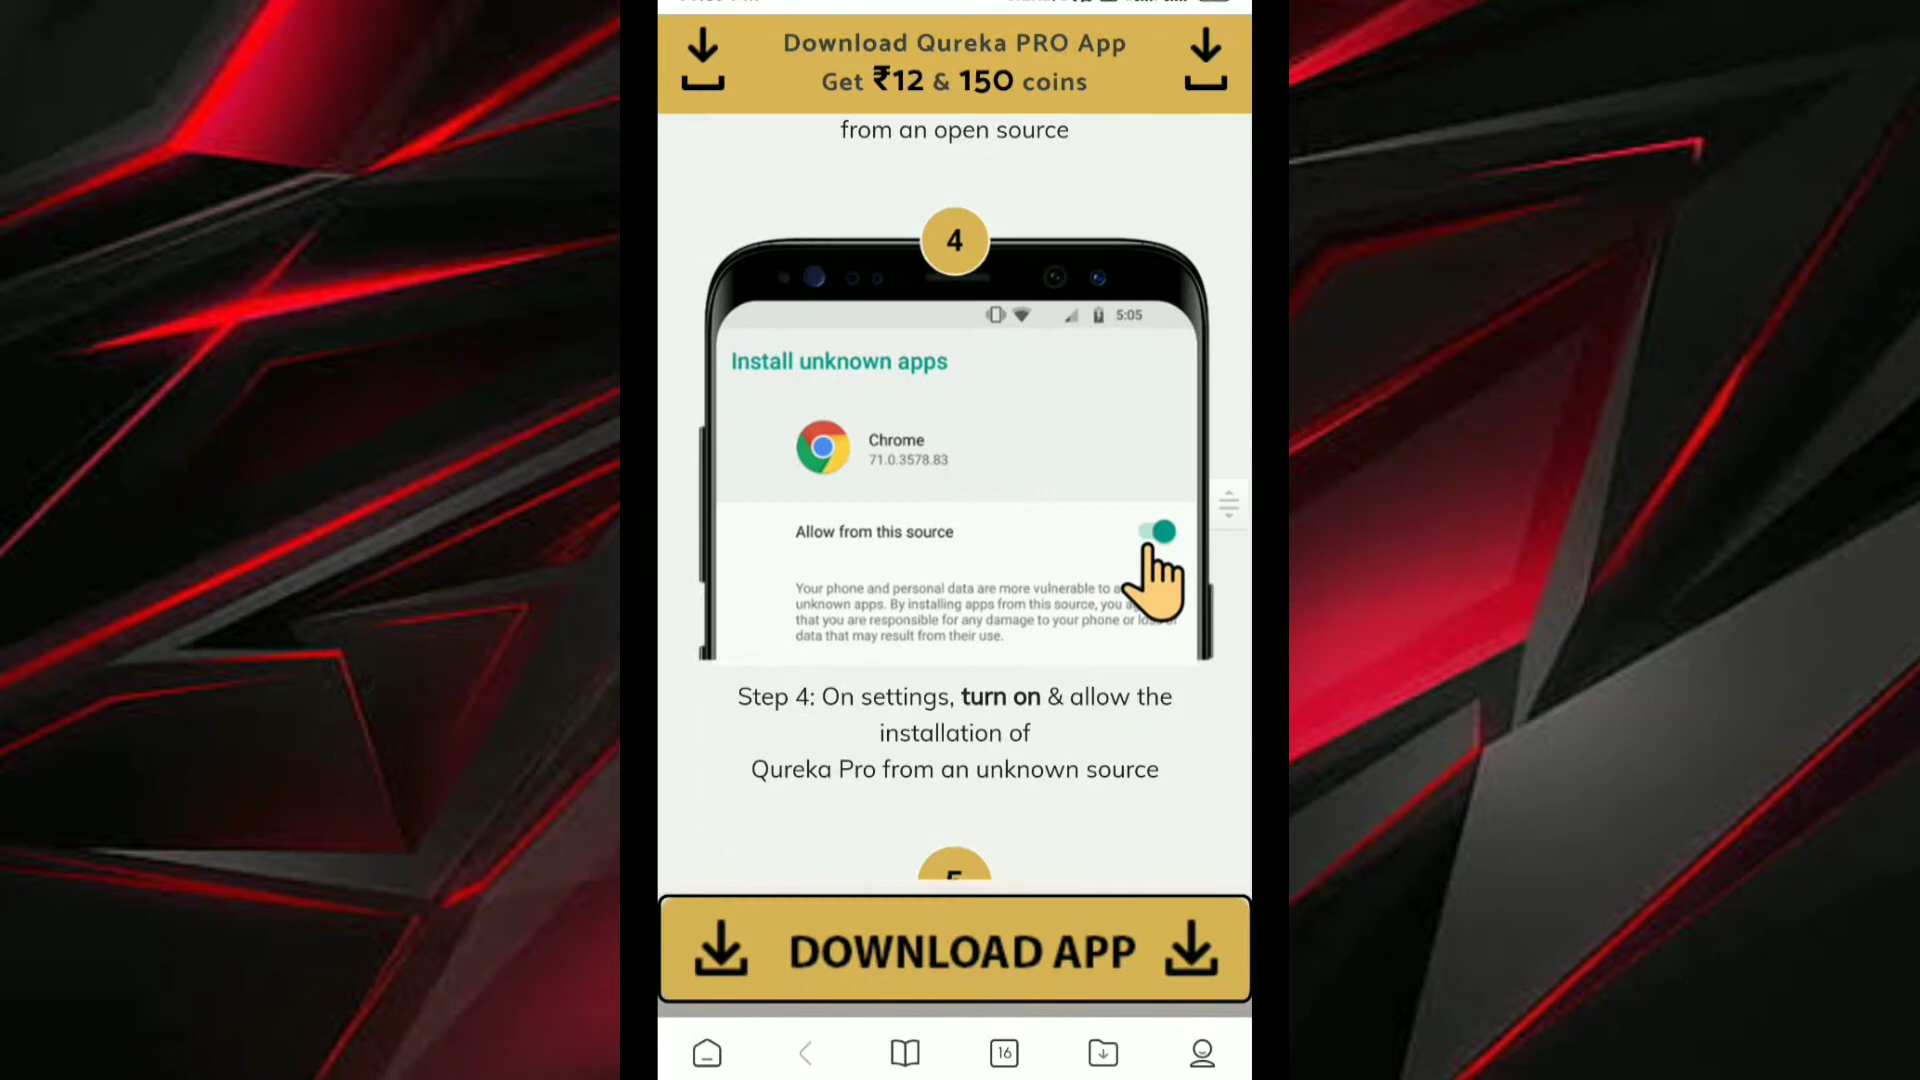 Download Qureka PRO App
Get ₹12 & 150 coins
from an open source
4
5:05
Install unknown apps
Chrome
71.0.3578.83
Allow from this source
Your phone and personal data are more vulnerable to
unknown apps. By installing apps from this source, you
that you are responsible for any damage to your phone or
data that may result from their use.
Step 4: On settings, turn on & allow the
installation of
Qureka Pro from an unknown source
DOWNLOAD APP
16